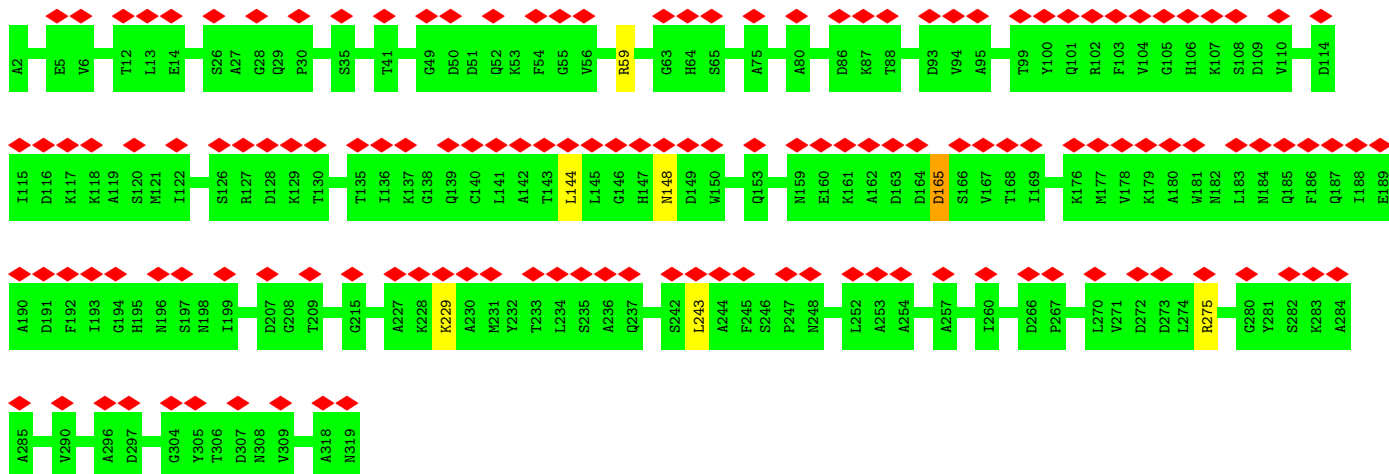 A2 E5 V6 T12 L13 E14 S26 A27 G28 Q29 P30 S35 T41 G49 D50 D51 Q52 K53 F54 G55 V56 R59 G63 H64 S65 A75 A80 D86 K87 T88 D93 V94 A95 T99 Y100 Q101 R102 F103 V104 G105 H106 K107 S108 D109 V110 D114
I115 D116 K117 K118 A119 S120 M121 I122 S126 R127 D128 K129 T130 T135 I136 K137 G138 Q139 C140 L141 A142 T143 L144 L145 G146 H147 N148 D149 W150 Q153 N159 E160 K161 A162 D163 D164 D165 S166 V167 T168 I169 K176 M177 V178 K179 A180 W181 N182 L183 N184 Q185 F186 Q187 I188 E189
A190 D191 F192 I193 G194 H195 N196 S197 N198 I199 D207 G208 T209 G215 A227 K228 K229 A230 M231 Y232 T233 L234 S235 A236 Q237 S242 L243 A244 F245 S246 P247 N248 L252 A253 A254 A257 I260 D266 P267 L270 V271 D272 D273 L274 R275 G280 Y281 S282 K283 A284
A285 V290 A296 D297 G304 Y305 T306 D307 N308 V309 A318 N319